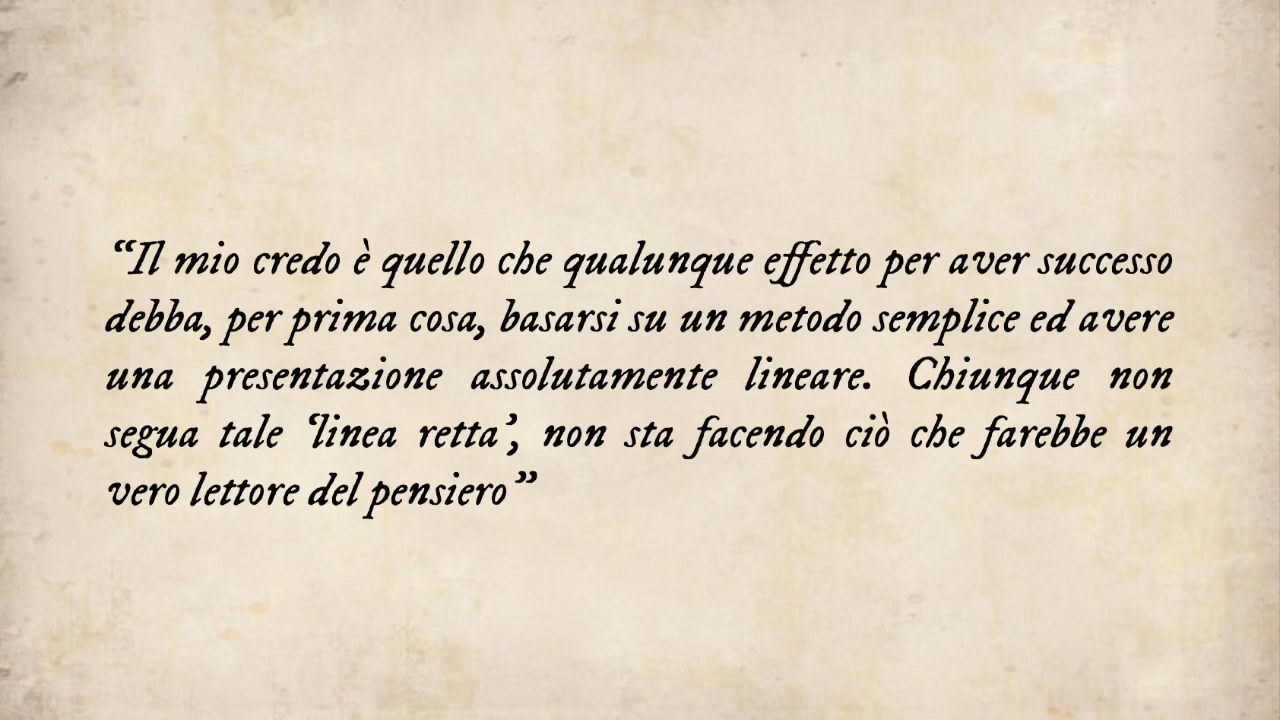 “Il mio credo è quello che qualunque effetto per aver successo
debba, per prima cosa, basarsi su un metodo semplice ed avere
una presentazione assolutamente lineare. Chiunque non
segua tale ‘linea retta’, non sta facendo ciò che farebbe un
vero lettore del pensiero”